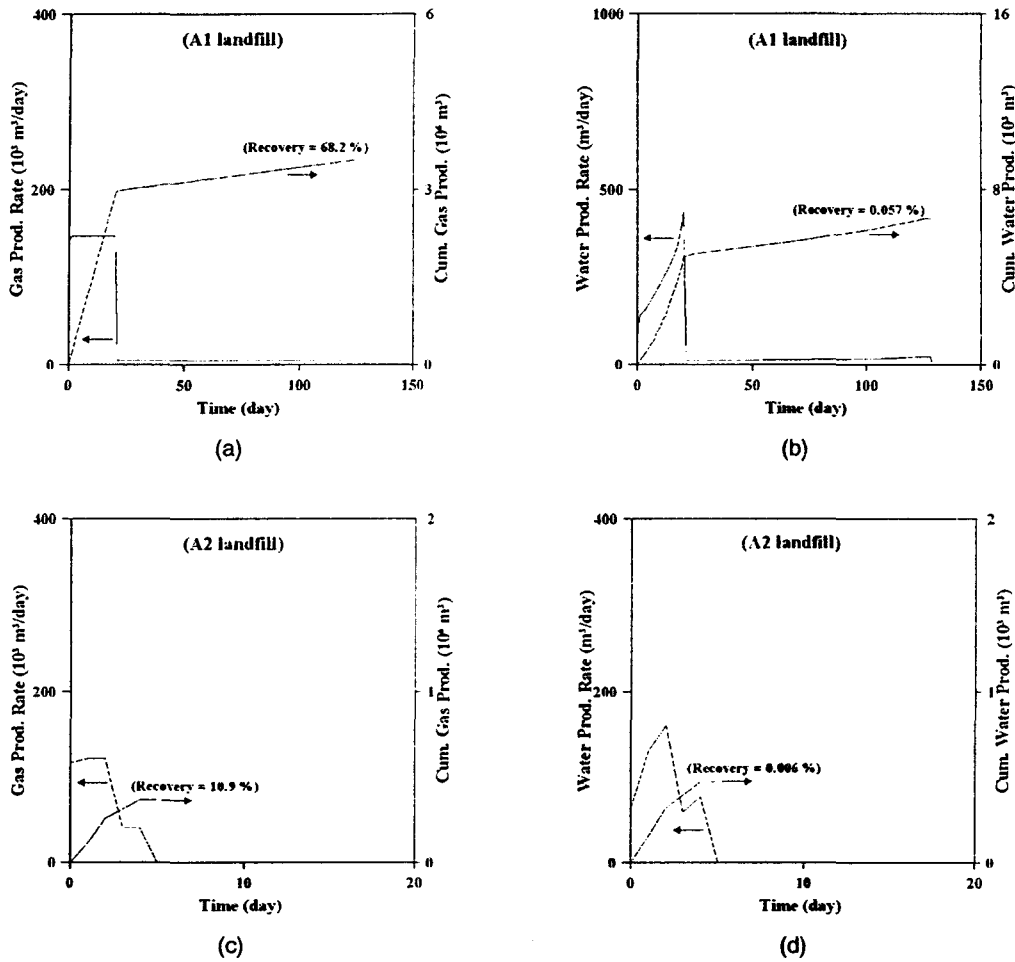 400
6
(A1 landfill)
Gas Prod. Rate (10³ m³/day)
Cum. Gas Prod. (10⁶ m³)
(Recovery = 68.2 %)
200
3
0
0
0
50
100
150
Time (day)
(a)
1000
16
(A1 landfill)
Water Prod. Rate (m³/day)
Cum. Water Prod. (10³ m³)
(Recovery = 0.057 %)
500
8
0
0
0
50
100
150
Time (day)
(b)
400
2
(A2 landfill)
Gas Prod. Rate (10³ m³/day)
Cum. Gas Prod. (10⁶ m³)
200
1
(Recovery = 10.9 %)
0
0
0
10
20
Time (day)
(c)
400
2
(A2 landfill)
Water Prod. Rate (m³/day)
Cum. Water Prod. (10³ m³)
200
1
(Recovery = 0.006 %)
0
0
0
10
20
Time (day)
(d)